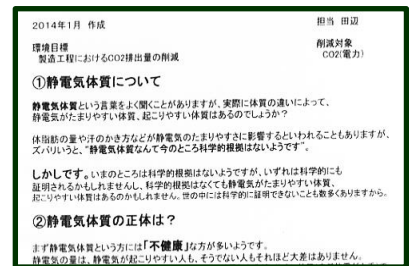 2014年1月 作成
担当 田辺
環境目標
製造工程におけるCO2排出量の削減
削減対象
CO2(電力)
①静電気体質について
静電気体質という言葉をよく聞くことがありますが、実際に体質の違いによって、
静電気がたまりやすい体質、起こりやすい体質はあるのでしょうか？
体脂肪の量や汗のかき方などが静電気のたまりやすさに影響するといわれることもありますが、
ズバリいうと、“静電気体質なんて今のところ科学的根拠はないようです”。
しかしです。いまのところは科学的根拠はないようですが、いずれは科学的にも
証明されるかもしれませんし、科学的根拠はなくても静電気がたまりやすい体質、
起こりやすい体質はあるのかもしれません。世の中には科学的に証明できないことも数多くありますから。
②静電気体質の正体は？
まず静電気体質という方には「不健康」な方が多いようです。
静電気の量は、静電気が起こりやすい人も、そうでない人もそれほど大差はありません。